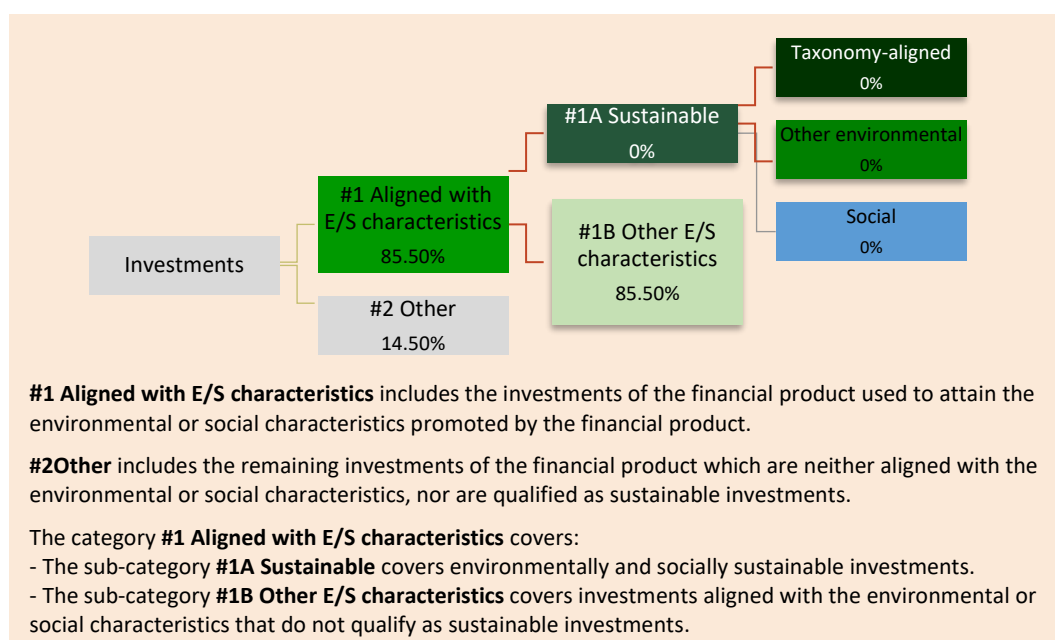 Taxonomy-aligned
0%
#1A Sustainable
0%
Other environmental
0%
#1 Aligned with
E/S characteristics
85.50%
#1B Other E/S
characteristics
85.50%
Social
0%
Investments
#2 Other
14.50%
#1 Aligned with E/S characteristics includes the investments of the financial product used to attain the
environmental or social characteristics promoted by the financial product.
#2Other includes the remaining investments of the financial product which are neither aligned with the
environmental or social characteristics, nor are qualified as sustainable investments.
The category #1 Aligned with E/S characteristics covers:
- The sub-category #1A Sustainable covers environmentally and socially sustainable investments.
- The sub-category #1B Other E/S characteristics covers investments aligned with the environmental or
social characteristics that do not qualify as sustainable investments.